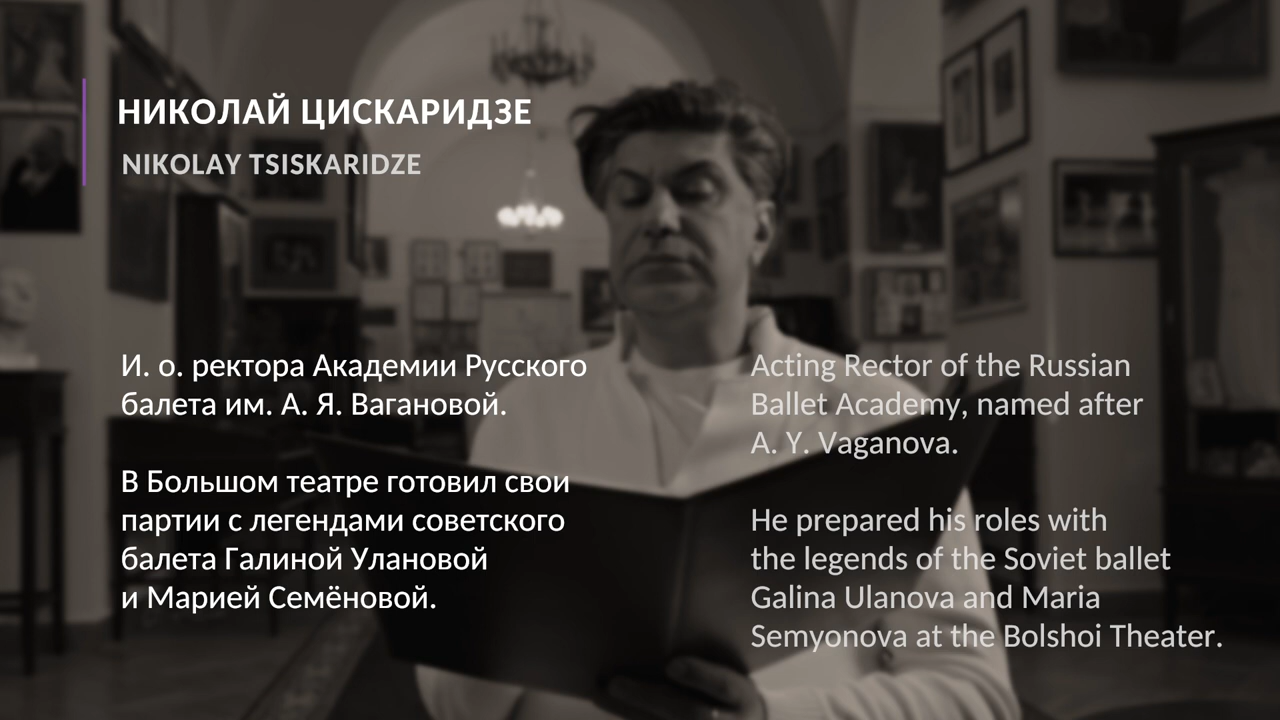 НИКОЛАЙ ЦИСКАРИДЗЕ
NIKOLAY TSISKARIDZE
И. о. ректора Академии Русского
балета им. А. Я. Вагановой.
В Большом театре готовил свои
партии с легендами советского
балета Галиной Улановой
и Марией Семёновой.
Acting Rector of the Russian
Ballet Academy, named after
A. Y. Vaganova.
He prepared his roles with
the legends of the Soviet ballet
Galina Ulanova and Maria
Semyonova at the Bolshoi Theater.